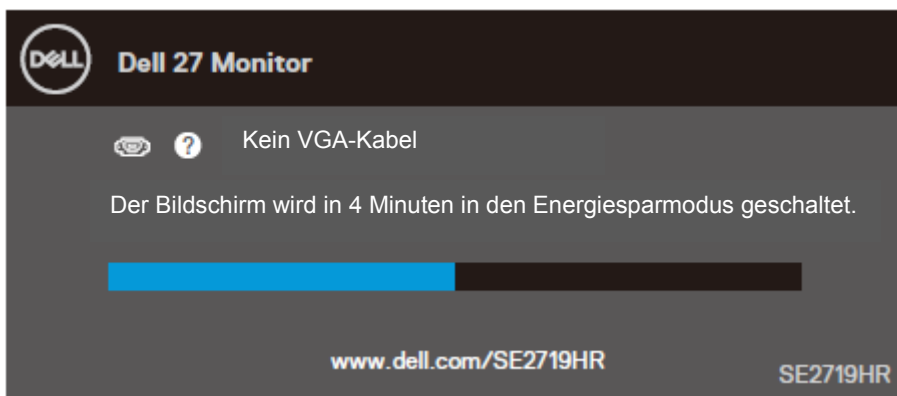 DELL Dell 27 Monitor
? Kein VGA-Kabel
Der Bildschirm wird in 4 Minuten in den Energiesparmodus geschaltet.
www.dell.com/SE2719HR
SE2719HR